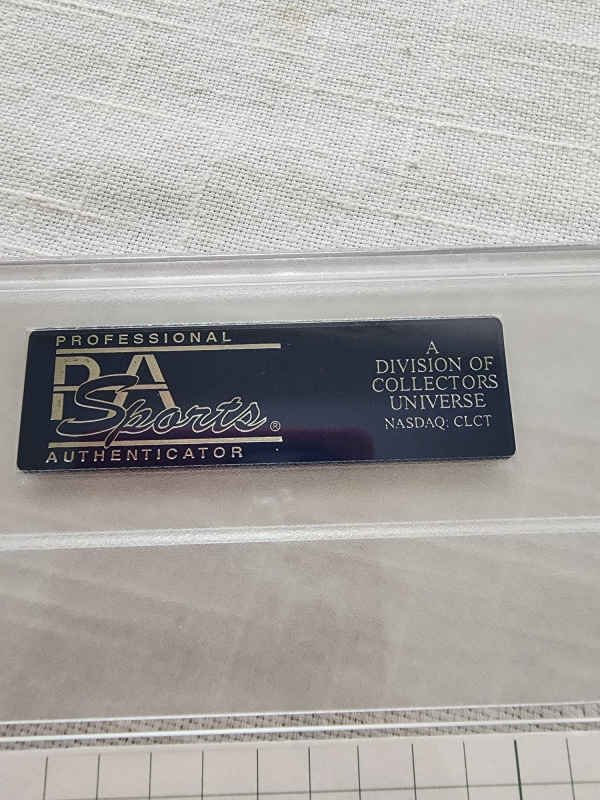 PROFESSIONAL
PSA
Sports®
AUTHENTICATOR
A
DIVISION OF
COLLECTORS
UNIVERSE
NASDAQ: CLCT